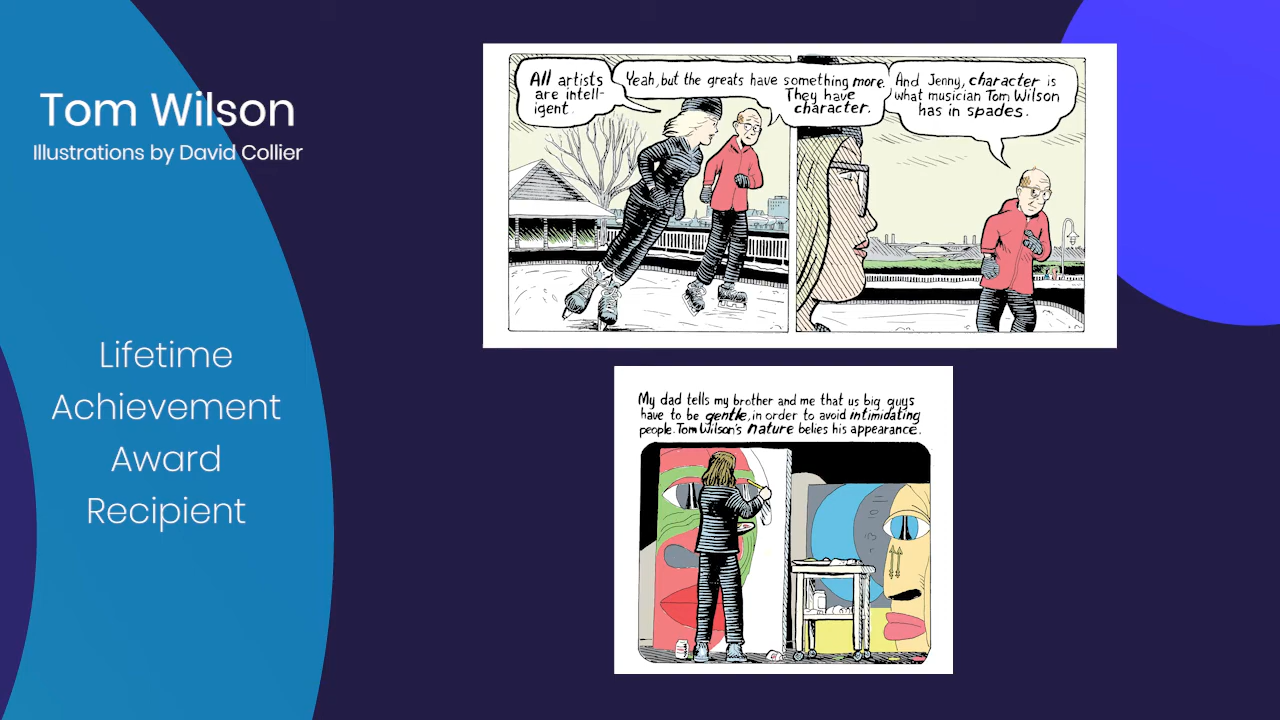 Tom Wilson
Illustrations by David Collier
Lifetime
Achievement
Award
Recipient
All artists
are intell-
igent.
Yeah, but the greats have something more.
They have
character.
And Jenny, character is
what musician Tom Wilson
has in spades.
My dad tells my brother and me that us big guys
have to be gentle, in order to avoid intimidating
people. Tom Wilson's nature belies his appearance.